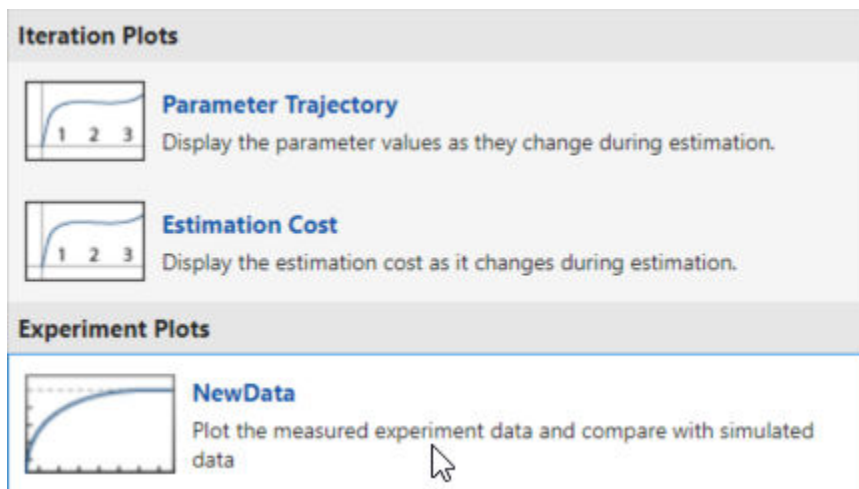 Iteration Plots
1 2 3
Parameter Trajectory
Display the parameter values as they change during estimation.
1 2 3
Estimation Cost
Display the estimation cost as it changes during estimation.
Experiment Plots
NewData
Plot the measured experiment data and compare with simulated
data